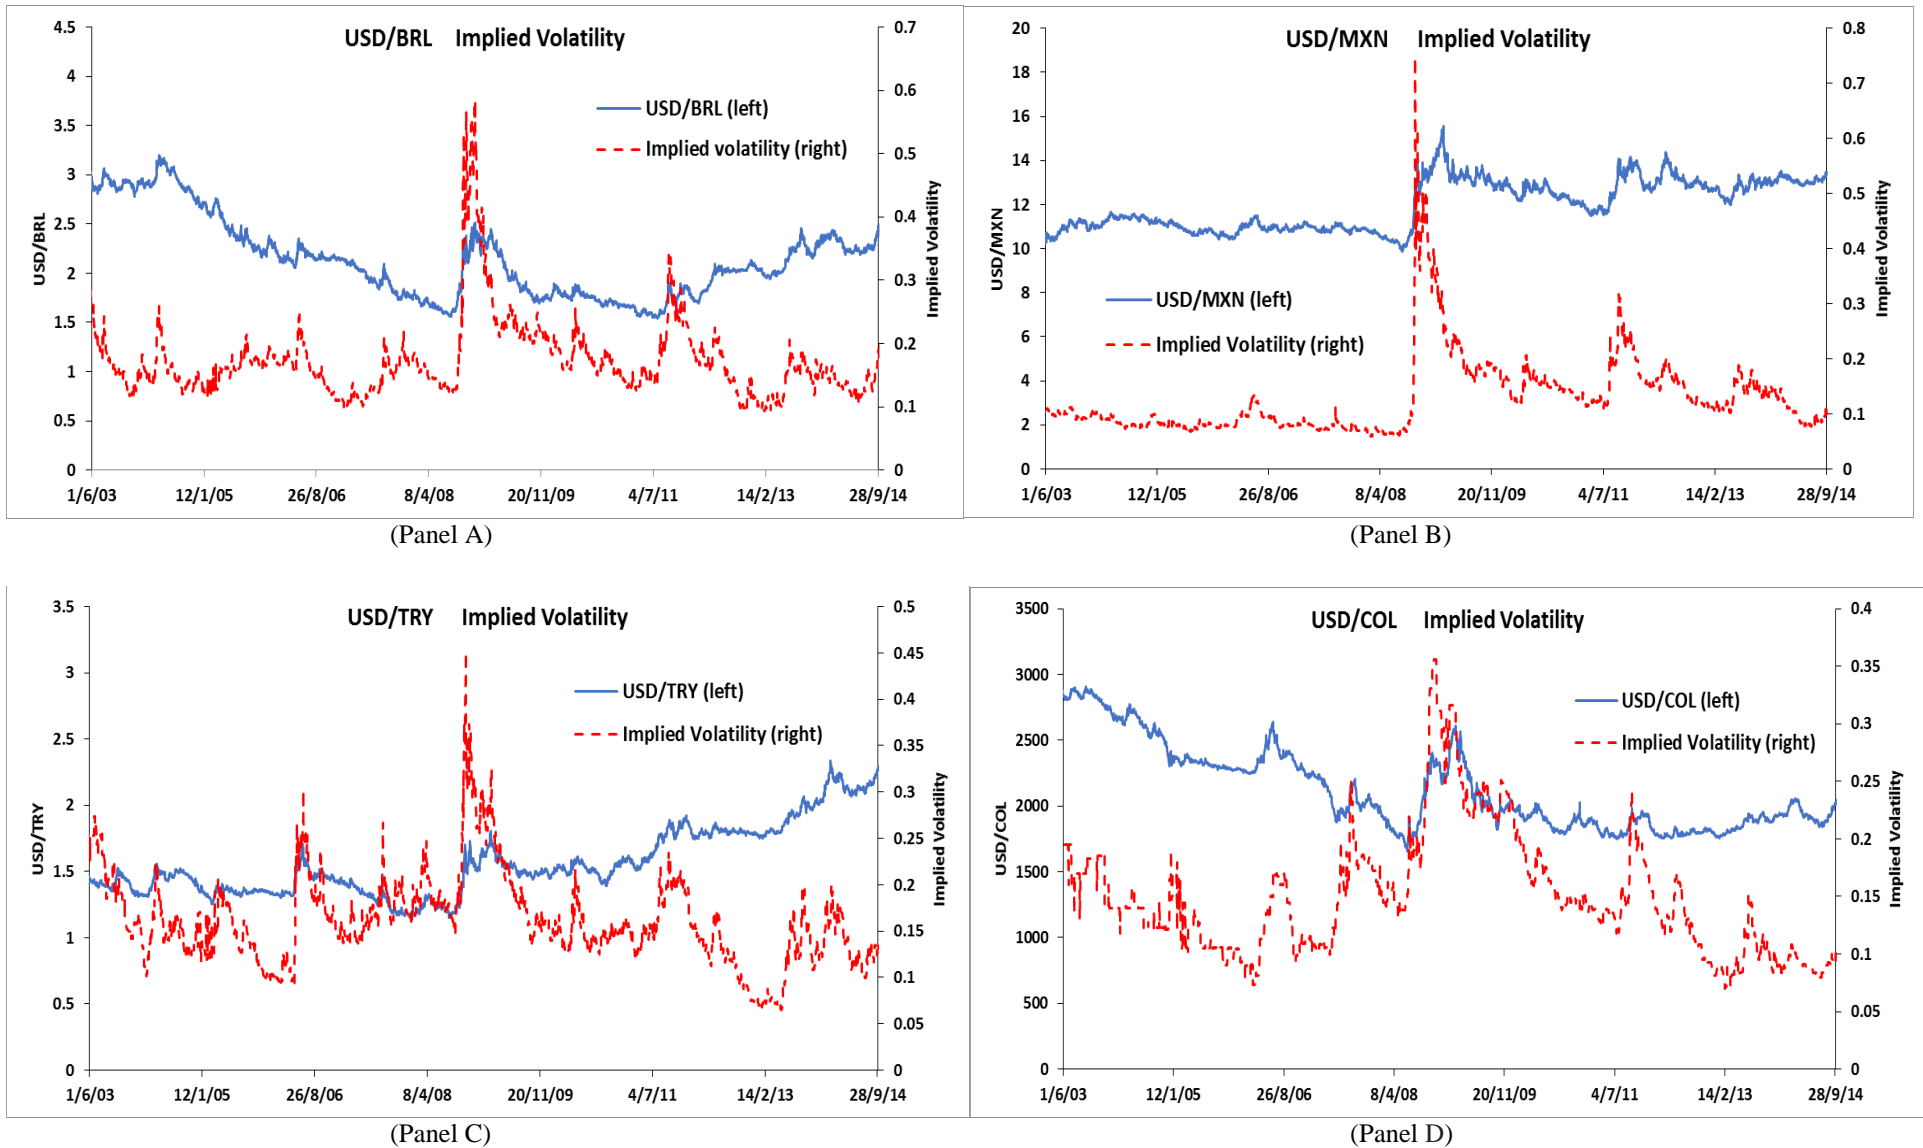 USD/BRL Implied Volatility
USD/BRL (left)
Implied volatility (right)
USD/BRL
4.5
4
3.5
3
2.5
2
1.5
1
0.5
0
0.7
0.6
0.5
0.4
0.3
0.2
0.1
0
Implied Volatility
1/6/03 12/1/05 26/8/06 8/4/08 20/11/09 4/7/11 14/2/13 28/9/14
(Panel A)
USD/MXN Implied Volatility
USD/MXN (left)
Implied Volatility (right)
USD/MXN
20
18
16
14
12
10
8
6
4
2
0
0.8
0.7
0.6
0.5
0.4
0.3
0.2
0.1
0
Implied Volatility
1/6/03 12/1/05 26/8/06 8/4/08 20/11/09 4/7/11 14/2/13 28/9/14
(Panel B)
USD/TRY Implied Volatility
USD/TRY (left)
Implied Volatility (right)
USD/TRY
3.5
3
2.5
2
1.5
1
0.5
0
0.5
0.45
0.4
0.35
0.3
0.25
0.2
0.15
0.1
0.05
0
Implied Volatility
1/6/03 12/1/05 26/8/06 8/4/08 20/11/09 4/7/11 14/2/13 28/9/14
(Panel C)
USD/COL Implied Volatility
USD/COL (left)
Implied Volatility (right)
USD/COL
3500
3000
2500
2000
1500
1000
500
0
0.4
0.35
0.3
0.25
0.2
0.15
0.1
0.05
0
Implied Volatility
1/6/03 12/1/05 26/8/06 8/4/08 20/11/09 4/7/11 14/2/13 28/9/14
(Panel D)